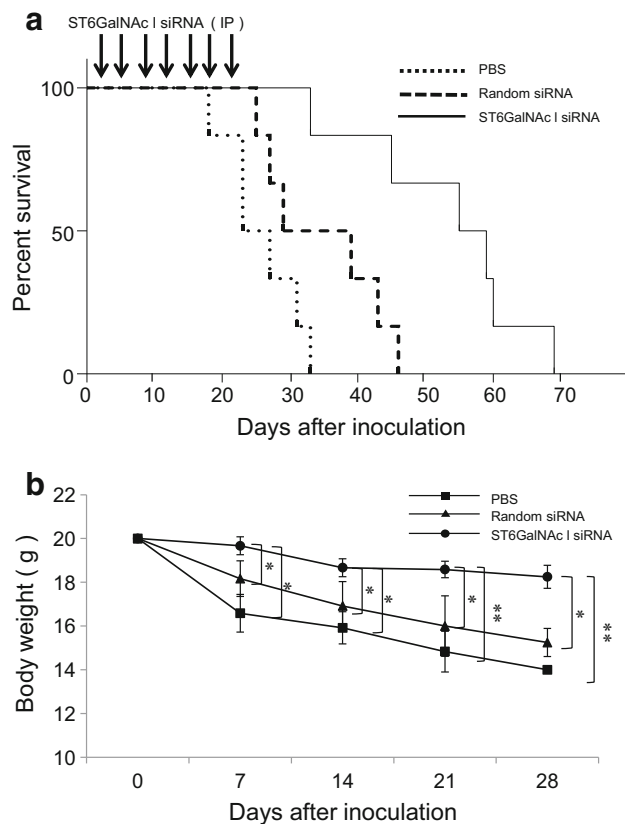 a
ST6GalNAc I siRNA ( IP )
PBS
Random siRNA
ST6GalNAc I siRNA
100
50
0
Percent survival
0 10 20 30 40 50 60 70 80
Days after inoculation
b
PBS
Random siRNA
ST6GalNAc I siRNA
22
20
18
16
14
12
10
Body weight ( g )
* * * * * ** * **
0 7 14 21 28
Days after inoculation